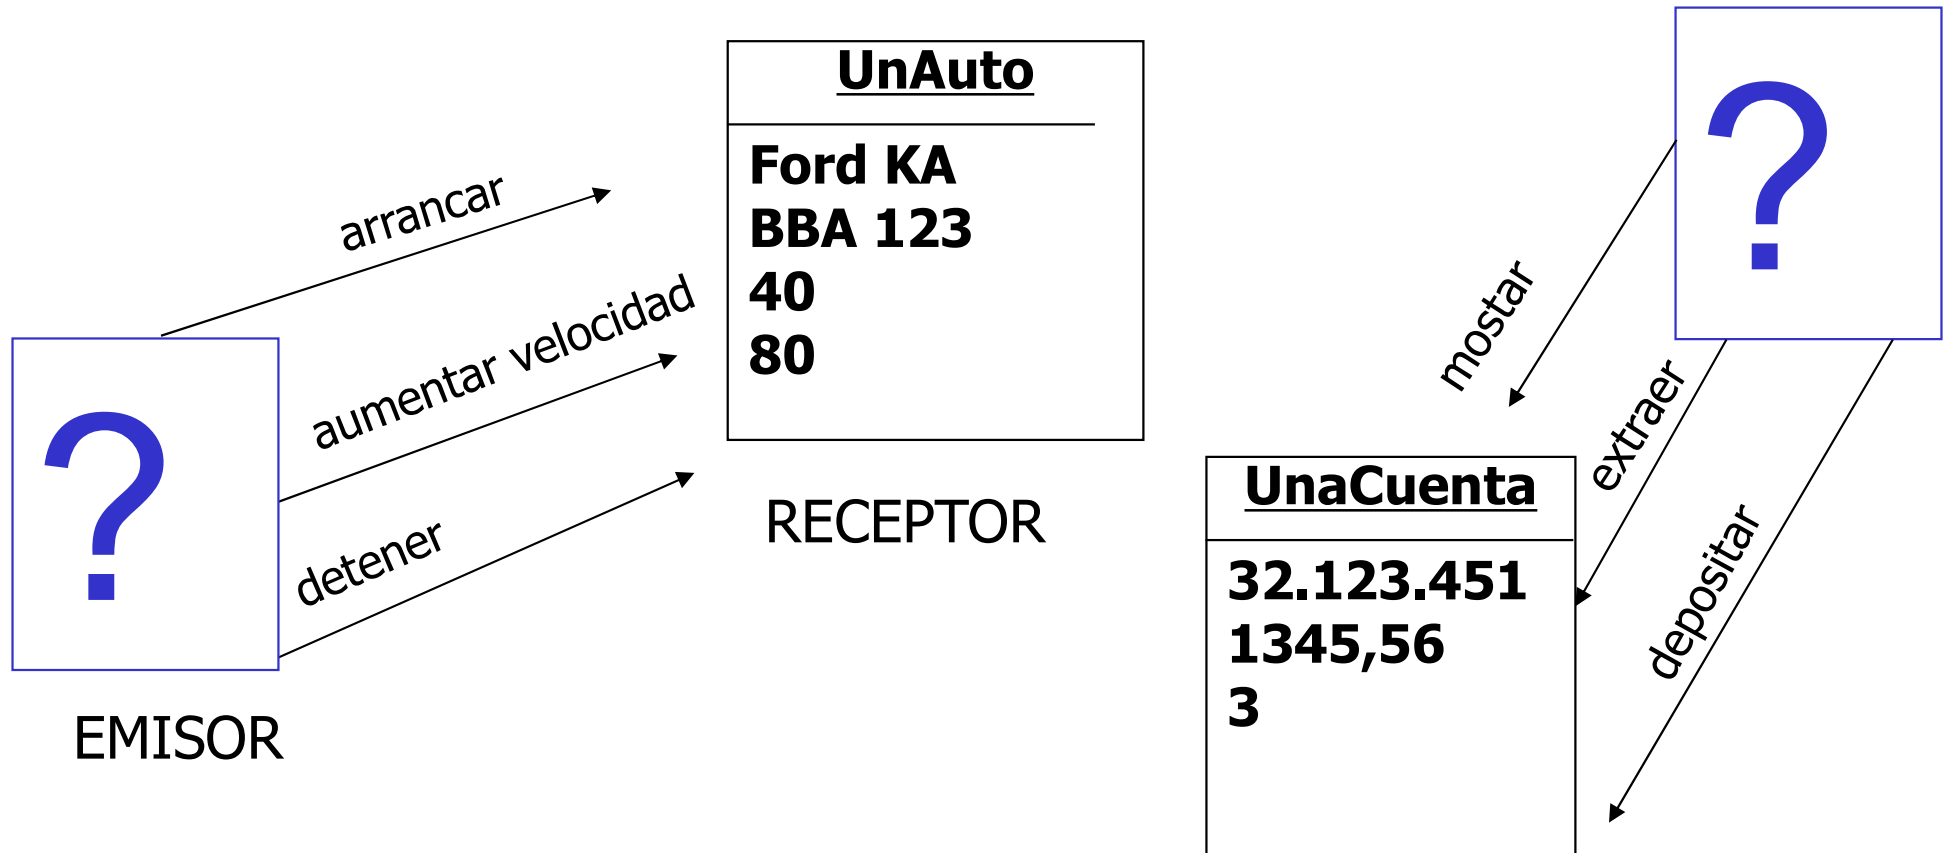 UnAuto
Ford KA
BBA 123
40
80
arrancar
aumentar velocidad
detener
?
EMISOR
RECEPTOR
?
mostar
extraer
depositar
UnaCuenta
32.123.451
1345,56
3